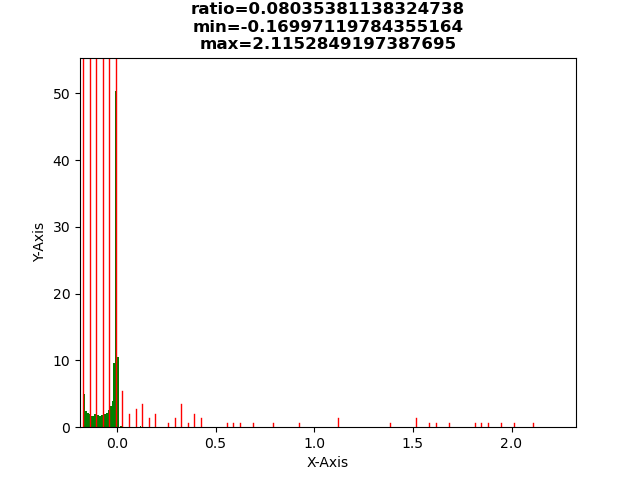 ratio=0.08035381138324738
min=-0.16997119784355164
max=2.1152849197387695
50
40
30
20
10
0
Y-Axis
0.0 0.5 1.0 1.5 2.0
X-Axis